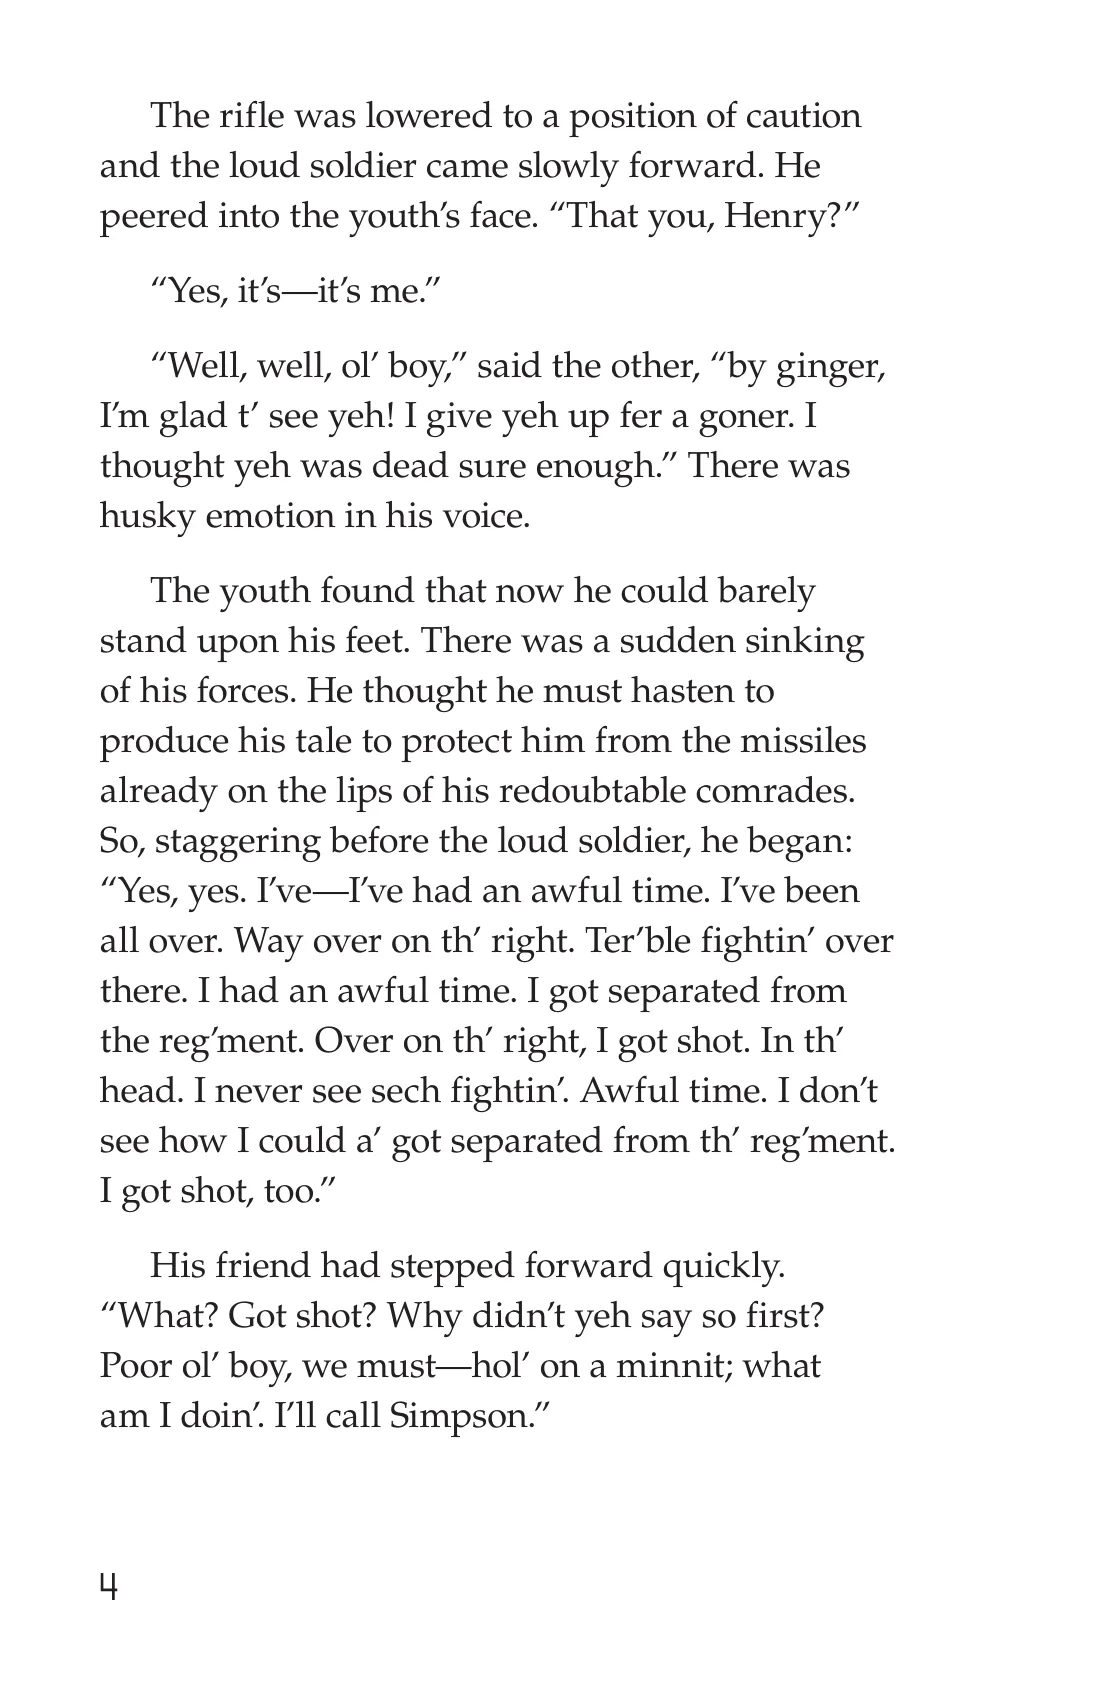 The rifle was lowered to a position of caution
and the loud soldier came slowly forward. He
peered into the youth’s face. “That you, Henry?”
“Yes, it’s—it’s me.”
“Well, well, ol’ boy,” said the other, “by ginger,
I’m glad t’ see yeh! I give yeh up fer a goner. I
thought yeh was dead sure enough.” There was
husky emotion in his voice.
The youth found that now he could barely
stand upon his feet. There was a sudden sinking
of his forces. He thought he must hasten to
produce his tale to protect him from the missiles
already on the lips of his redoubtable comrades.
So, staggering before the loud soldier, he began:
“Yes, yes. I’ve—I’ve had an awful time. I’ve been
all over. Way over on th’ right. Ter’ble fightin’ over
there. I had an awful time. I got separated from
the reg’ment. Over on th’ right, I got shot. In th’
head. I never see sech fightin’. Awful time. I don’t
see how I could a’ got separated from th’ reg’ment.
I got shot, too.”
His friend had stepped forward quickly.
“What? Got shot? Why didn’t yeh say so first?
Poor ol’ boy, we must—hol’ on a minnit; what
am I doin’. I’ll call Simpson.”
4